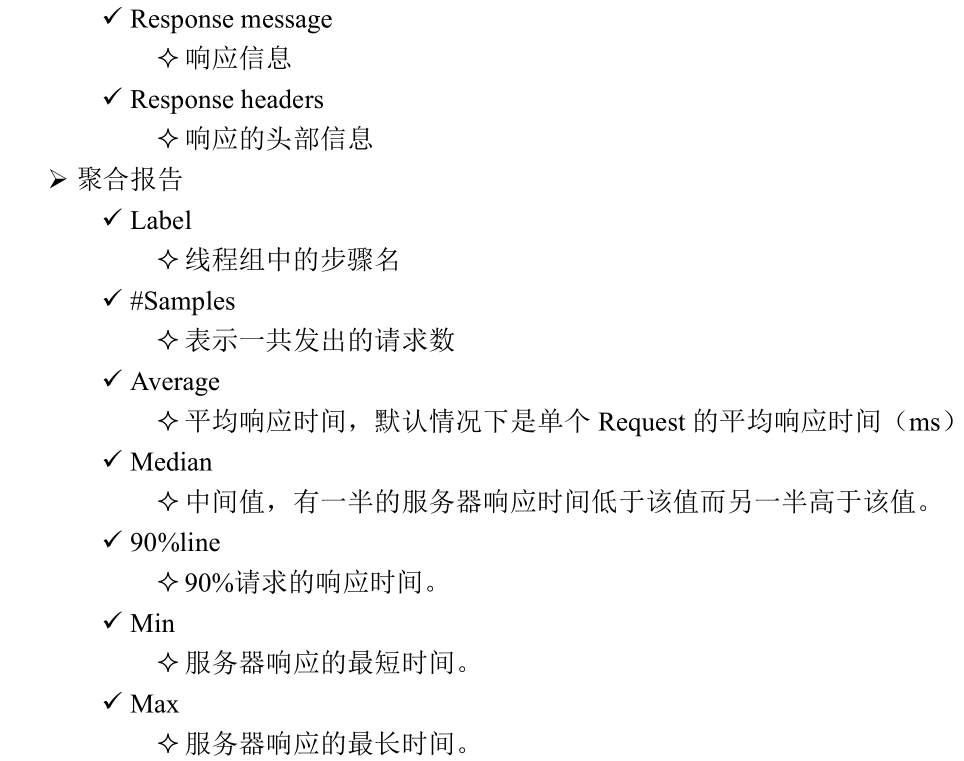 ✓ Response message
✧ 响应信息
✓ Response headers
✧ 响应的头部信息
➢ 聚合报告
✓ Label
✧ 线程组中的步骤名
✓ #Samples
✧ 表示一共发出的请求数
✓ Average
✧ 平均响应时间，默认情况下是单个 Request 的平均响应时间（ms）
✓ Median
✧ 中间值，有一半的服务器响应时间低于该值而另一半高于该值。
✓ 90%line
✧ 90%请求的响应时间。
✓ Min
✧ 服务器响应的最短时间。
✓ Max
✧ 服务器响应的最长时间。